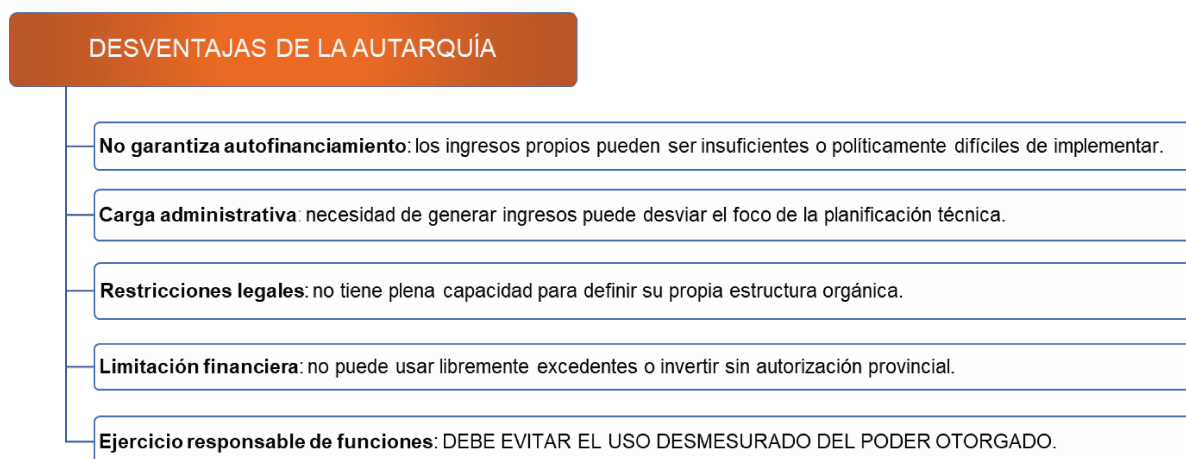 DESVENTAJAS DE LA AUTARQUÍA
No garantiza autofinanciamiento: los ingresos propios pueden ser insuficientes o políticamente difíciles de implementar.
Carga administrativa: necesidad de generar ingresos puede desviar el foco de la planificación técnica.
Restricciones legales: no tiene plena capacidad para definir su propia estructura orgánica.
Limitación financiera: no puede usar libremente excedentes o invertir sin autorización provincial.
Ejercicio responsable de funciones: DEBE EVITAR EL USO DESMESURADO DEL PODER OTORGADO.